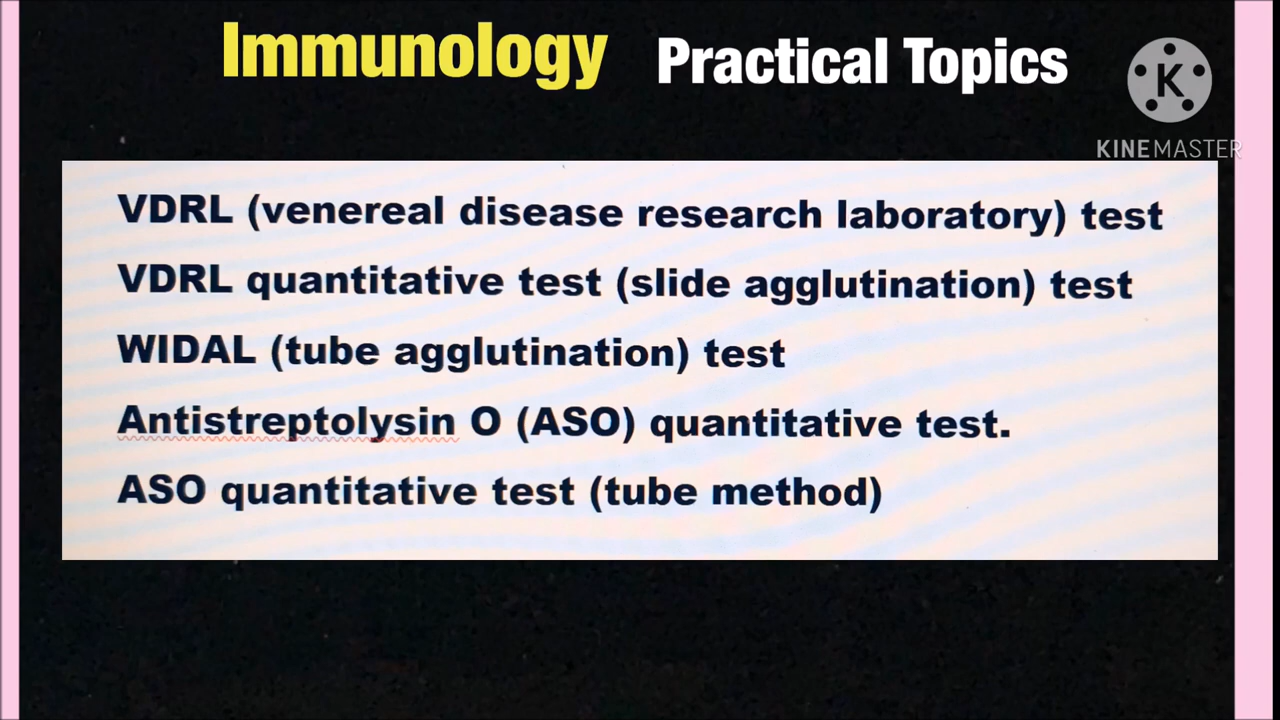 Immunology Practical Topics
K
KINEMASTER
VDRL (venereal disease research laboratory) test
VDRL quantitative test (slide agglutination) test
WIDAL (tube agglutination) test
Antistreptolysin O (ASO) quantitative test.
ASO quantitative test (tube method)